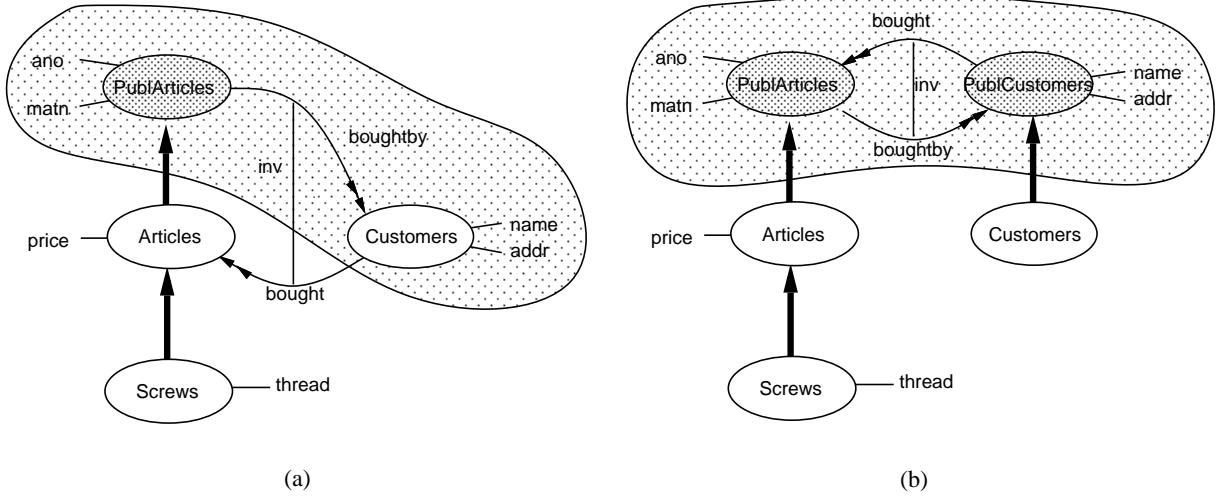 ano
PublArticles
matn
boughtby
inv
price
Articles
Customers
name
addr
bought
Screws
thread
(a)
bought
ano
PublArticles
inv
PublCustomers
name
addr
matn
boughtby
price
Articles
Customers
Screws
thread
(b)